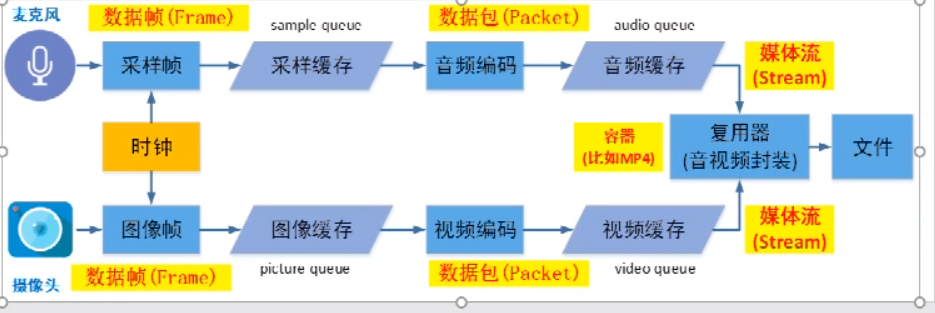 麦克风
数据帧(Frame)
sample queue
数据包(Packet)
audio queue
采样帧
采样缓存
音频编码
音频缓存
媒体流
(Stream)
时钟
容器
(比如MP4)
复用器
(音视频封装)
文件
图像帧
图像缓存
视频编码
视频缓存
媒体流
(Stream)
摄像头
数据帧(Frame)
picture queue
数据包(Packet)
video queue